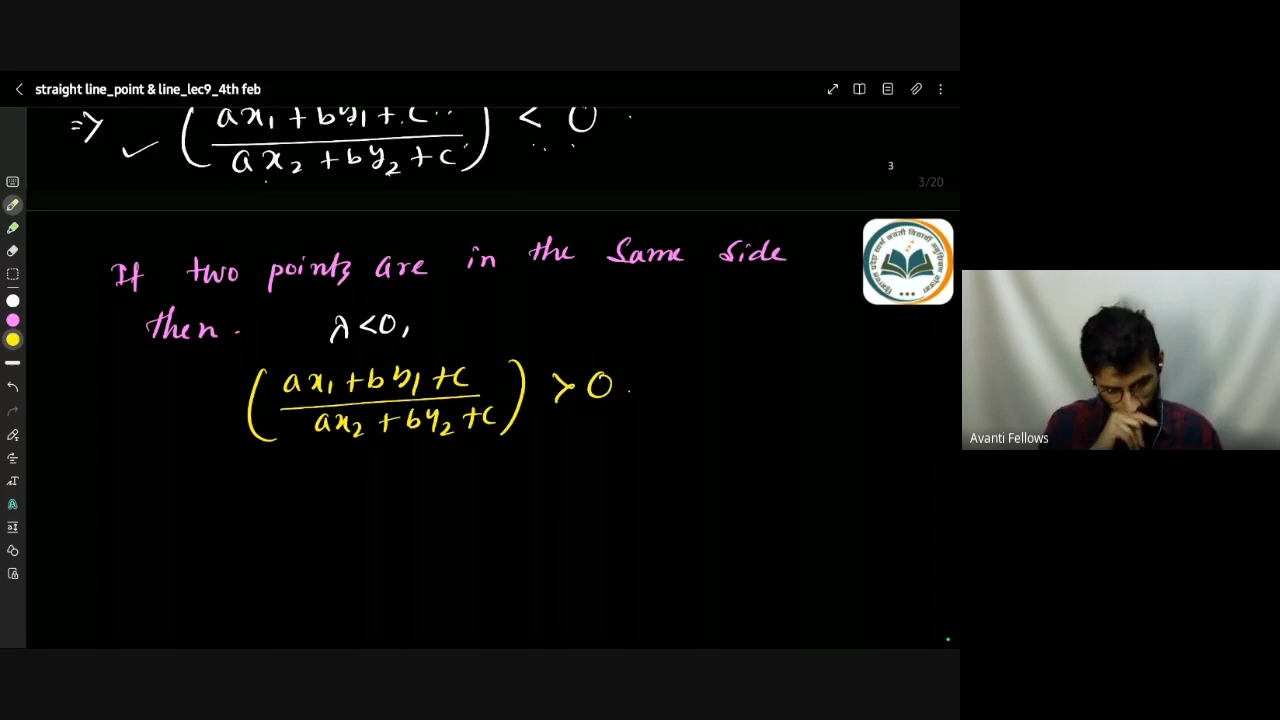 straight line_point & line_lec9_4th feb
=> ( ax₁ + by₁ + c / ax₂ + by₂ + c ) < 0
3
3/20
If two points are in the same side
then. λ<0,
( ax₁ + by₁ + c / ax₂ + by₂ + c ) > 0
Avanti Fellows